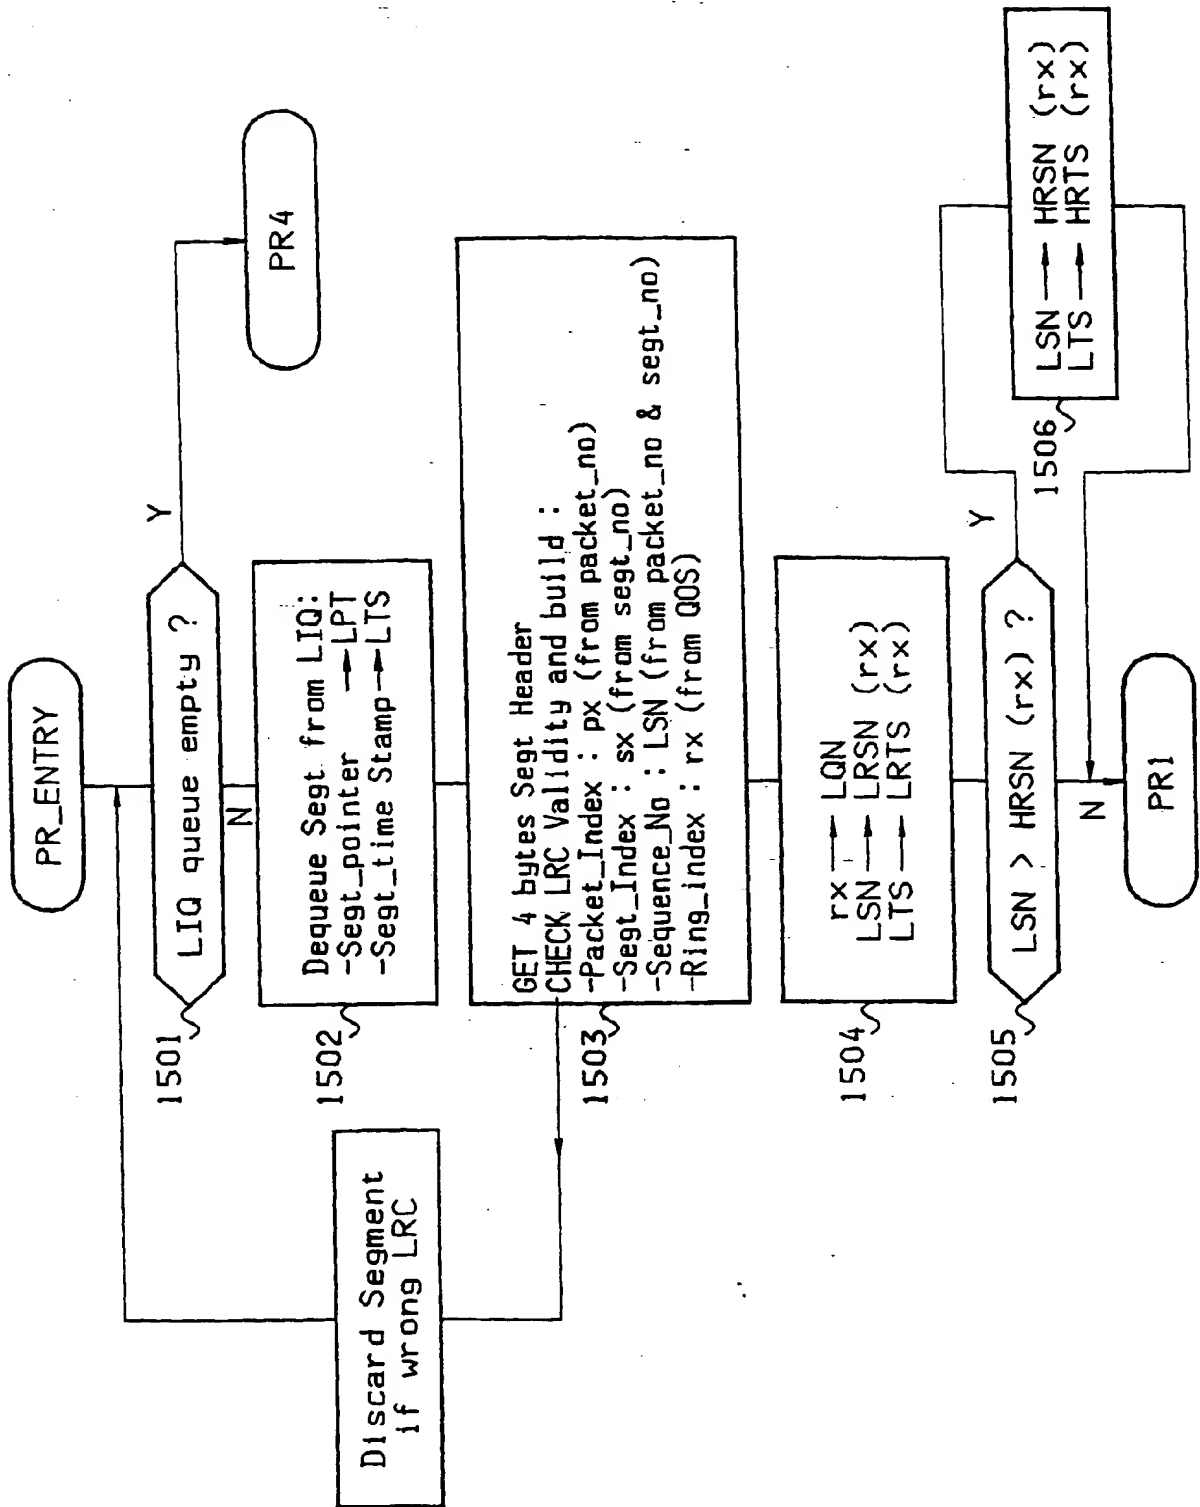 PR_ENTRY
LIQ queue empty ?
Y
PR4
N
1501
Dequeue Segt from LIQ:
-Segt_pointer → LPT
-Segt_time Stamp → LTS
1502
GET 4 bytes Segt Header
CHECK LRC Validity and build :
-Packet_Index : px (from packet_no)
-Segt_Index : sx (from segt_no)
-Sequence_No : LSN (from packet_no & segt_no)
-Ring_index : rx (from QOS)
1503
Discard Segment
if wrong LRC
rx → LQN
LSN → LRSN (rx)
LTS → LRTS (rx)
1504
LSN > HRSN (rx) ?
Y
1505
LSN → HRSN (rx)
LTS → HRTS (rx)
1506
N
PR1